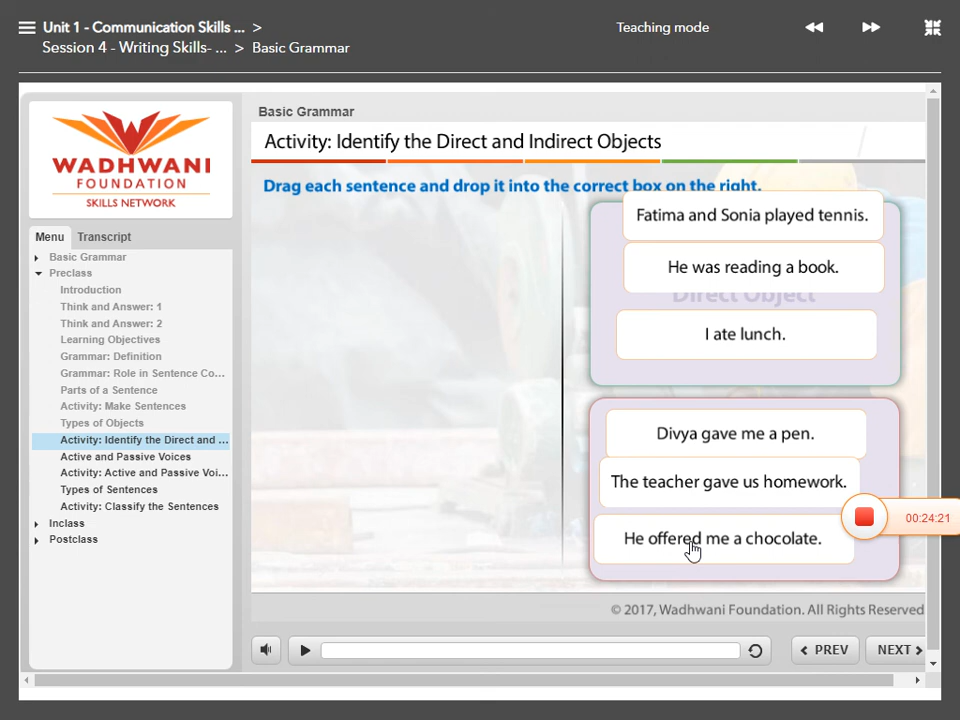 Unit 1 - Communication Skills ... >
Session 4 - Writing Skills- ... > Basic Grammar
Teaching mode
WADHWANI
FOUNDATION
SKILLS NETWORK
Menu
Transcript
Basic Grammar
Preclass
Introduction
Think and Answer: 1
Think and Answer: 2
Learning Objectives
Grammar: Definition
Grammar: Role in Sentence Co...
Parts of a Sentence
Activity: Make Sentences
Types of Objects
Activity: Identify the Direct and ...
Active and Passive Voices
Activity: Active and Passive Voi...
Types of Sentences
Activity: Classify the Sentences
Inclass
Postclass
Basic Grammar
Activity: Identify the Direct and Indirect Objects
Drag each sentence and drop it into the correct box on the right.
Fatima and Sonia played tennis.
He was reading a book.
Direct Object
I ate lunch.
Divya gave me a pen.
The teacher gave us homework.
He offered me a chocolate.
00:24:21
© 2017, Wadhwani Foundation. All Rights Reserved
PREV
NEXT